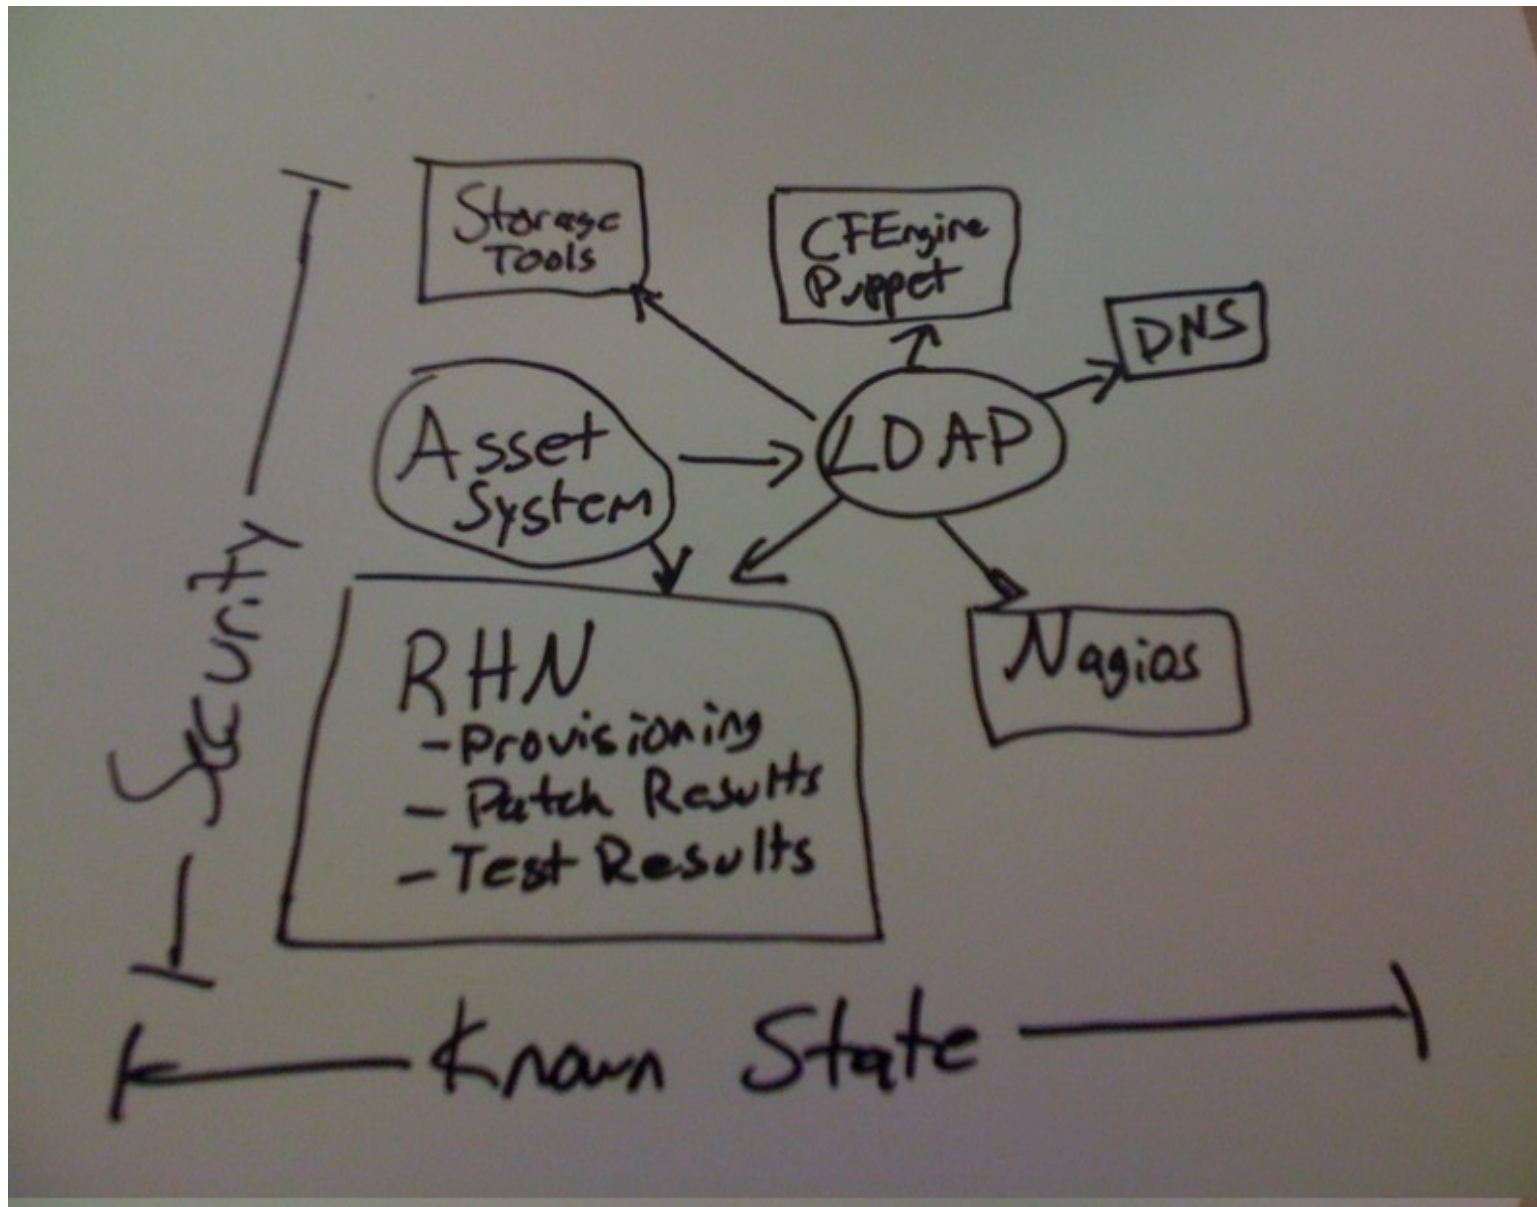 Storage
Tools
CFEngine
Puppet
DNS
Asset
System
LDAP
Security
RHN
- Provisioning
- Patch Results
- Test Results
Nagios
Known State